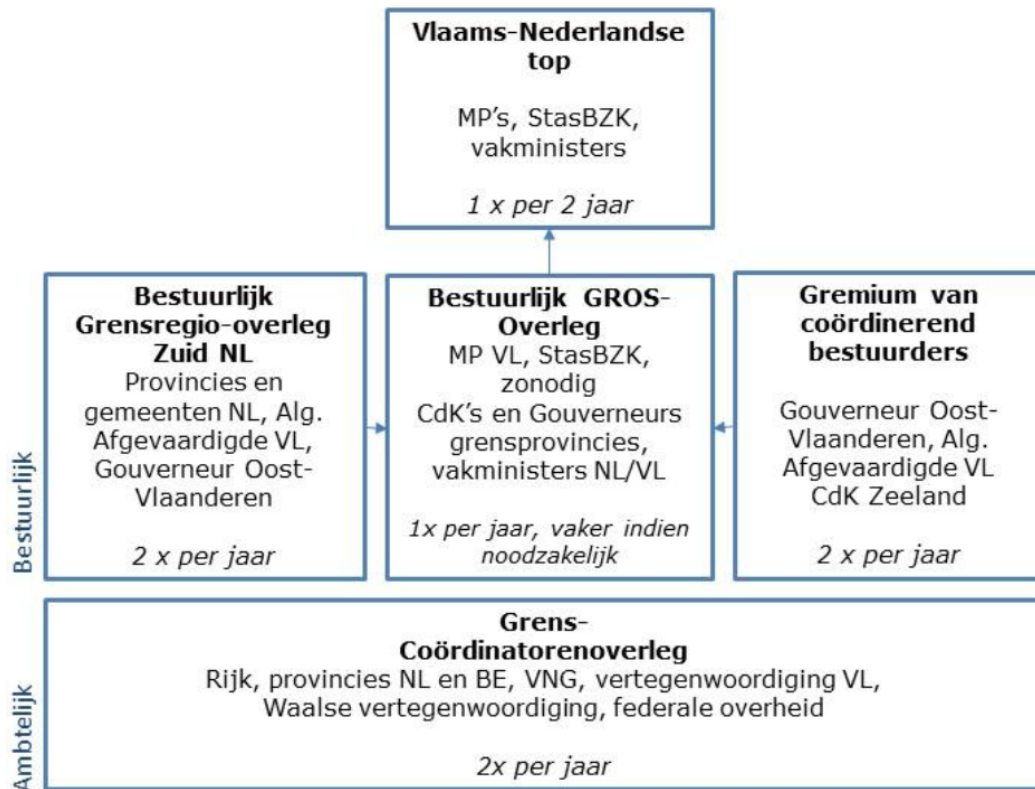 Vlaams-Nederlandse
top
MP's, StasBZK,
vakministers
1 x per 2 jaar
Bestuurlijk
Bestuurlijk
Grensregio-overleg
Zuid NL
Provincies en
gemeenten NL, Alg.
Afgevaardigde VL,
Gouverneur Oost-
Vlaanderen
2 x per jaar
Bestuurlijk GROS-
Overleg
MP VL, StasBZK,
zonodig
CdK's en Gouverneurs
grensprovincies,
vakministers NL/VL
1x per jaar, vaker indien
noodzakelijk
Gremium van
coördinerend
bestuurders
Gouverneur Oost-
Vlaanderen, Alg.
Afgevaardigde VL
CdK Zeeland
2 x per jaar
Ambtelijk
Grens-
Coördinatorenoverleg
Rijk, provincies NL en BE, VNG, vertegenwoordiging VL,
Waalse vertegenwoordiging, federale overheid
2x per jaar